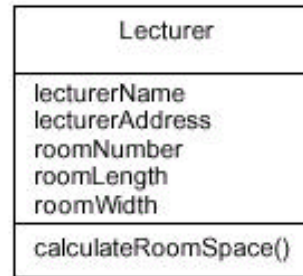 Lecturer
lecturerName
lecturerAddress
roomNumber
roomLength
roomWidth
calculateRoomSpace()